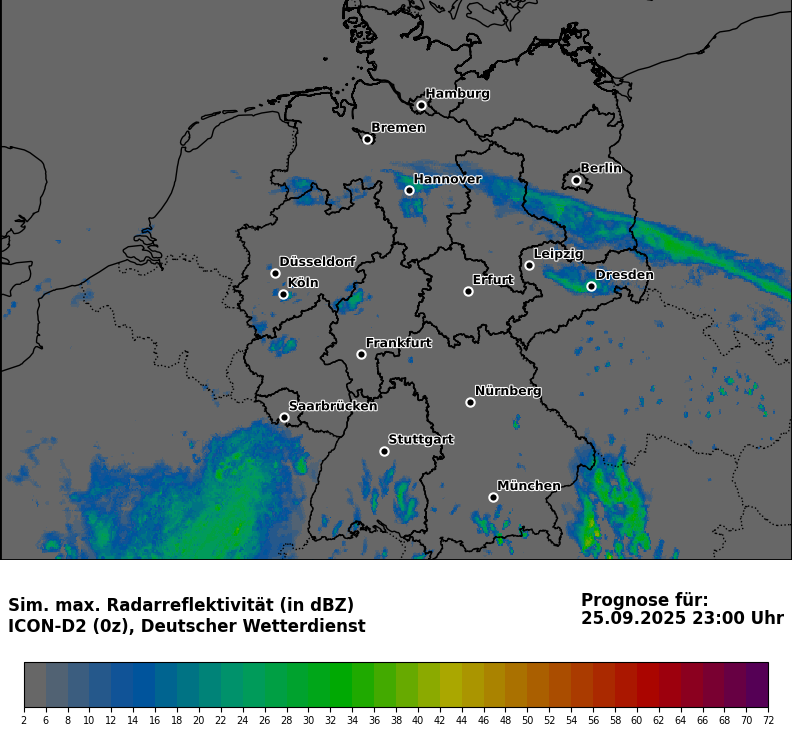 Hamburg
Bremen
Berlin
Hannover
Leipzig
Düsseldorf
Dresden
Erfurt
Köln
Frankfurt
Nürnberg
Saarbrücken
Stuttgart
München
Sim. max. Radarreflektivität (in dBZ)
ICON-D2 (0z), Deutscher Wetterdienst
Prognose für:
25.09.2025 23:00 Uhr
2 6 8 10 12 14 16 18 20 22 24 26 28 30 32 34 36 38 40 42 44 46 48 50 52 54 56 58 60 62 64 66 68 70 72